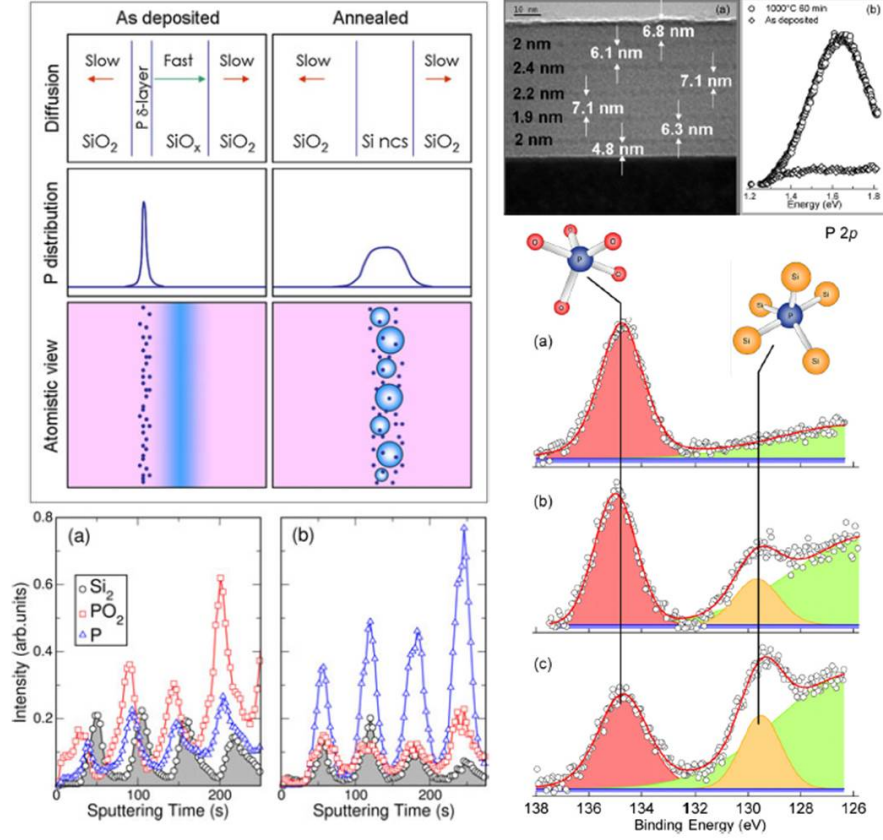 As deposited
Annealed
Diffusion
Slow
P δ-layer
Fast
Slow
SiO2
SiOx
SiO2
Slow
Slow
SiO2
Si ncs
SiO2
P distribution
Atomistic view
10 nm
(a)
6.8 nm
2 nm
6.1 nm
2.4 nm
7.1 nm
2.2 nm
7.1 nm
1.9 nm
6.3 nm
2 nm
4.8 nm
(b)
1000°C 60 min
As deposited
1.2 1.4 1.6 1.8
Energy (eV)
P 2p
O
O
O
P
O
O
Si
Si
Si
P
Si
Si
(a)
(b)
(c)
138 136 134 132 130 128 126
Binding Energy (eV)
Intensity (arb.units)
0.8
0.6
0.4
0.2
(a)
Si2
PO2
P
0 100 200
Sputtering Time (s)
(b)
0 100 200
Sputtering Time (s)